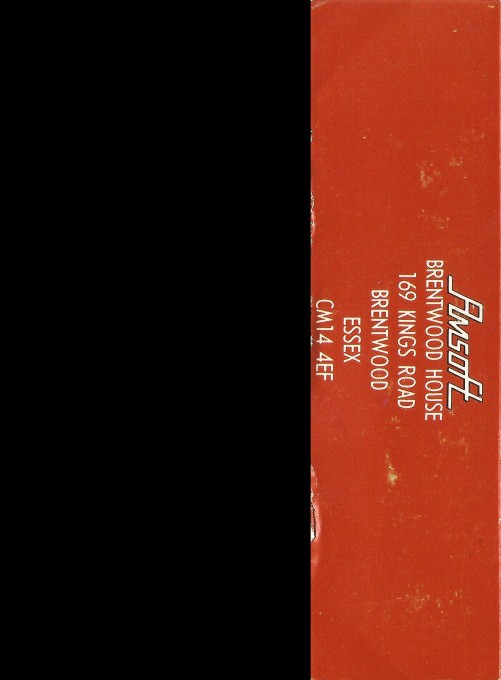 Amsoft
BRENTWOOD HOUSE
169 KINGS ROAD
BRENTWOOD
ESSEX
CM14 4EF